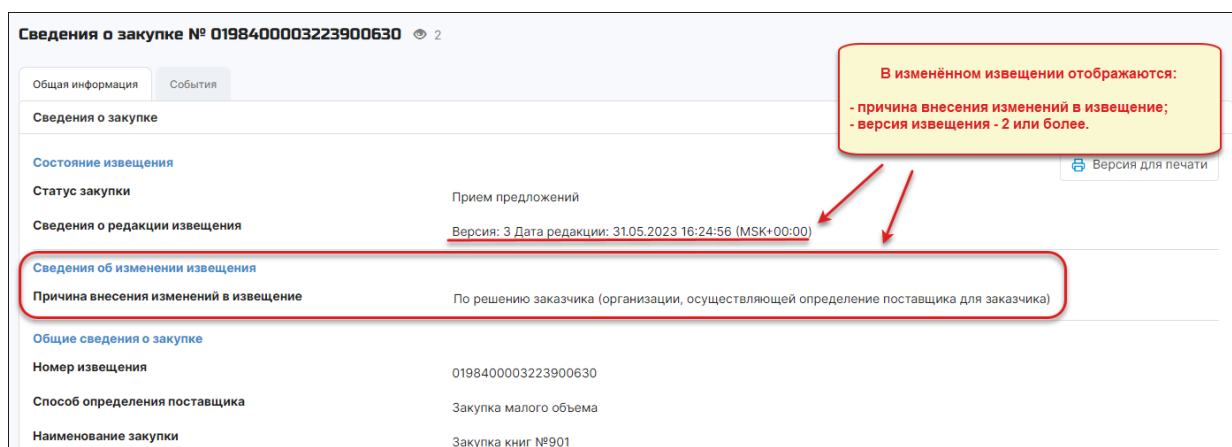 Сведения о закупке № 0198400003223900630 2
Общая информация События
Сведения о закупке
В изменённом извещении отображаются:
- причина внесения изменений в извещение;
- версия извещения - 2 или более.
Состояние извещения
Версия для печати
Статус закупки Прием предложений
Сведения о редакции извещения Версия: 3 Дата редакции: 31.05.2023 16:24:56 (MSK+00:00)
Сведения об изменении извещения
Причина внесения изменений в извещение По решению заказчика (организации, осуществляющей определение поставщика для заказчика)
Общие сведения о закупке
Номер извещения 0198400003223900630
Способ определения поставщика Закупка малого объема
Наименование закупки Закупка книг №901